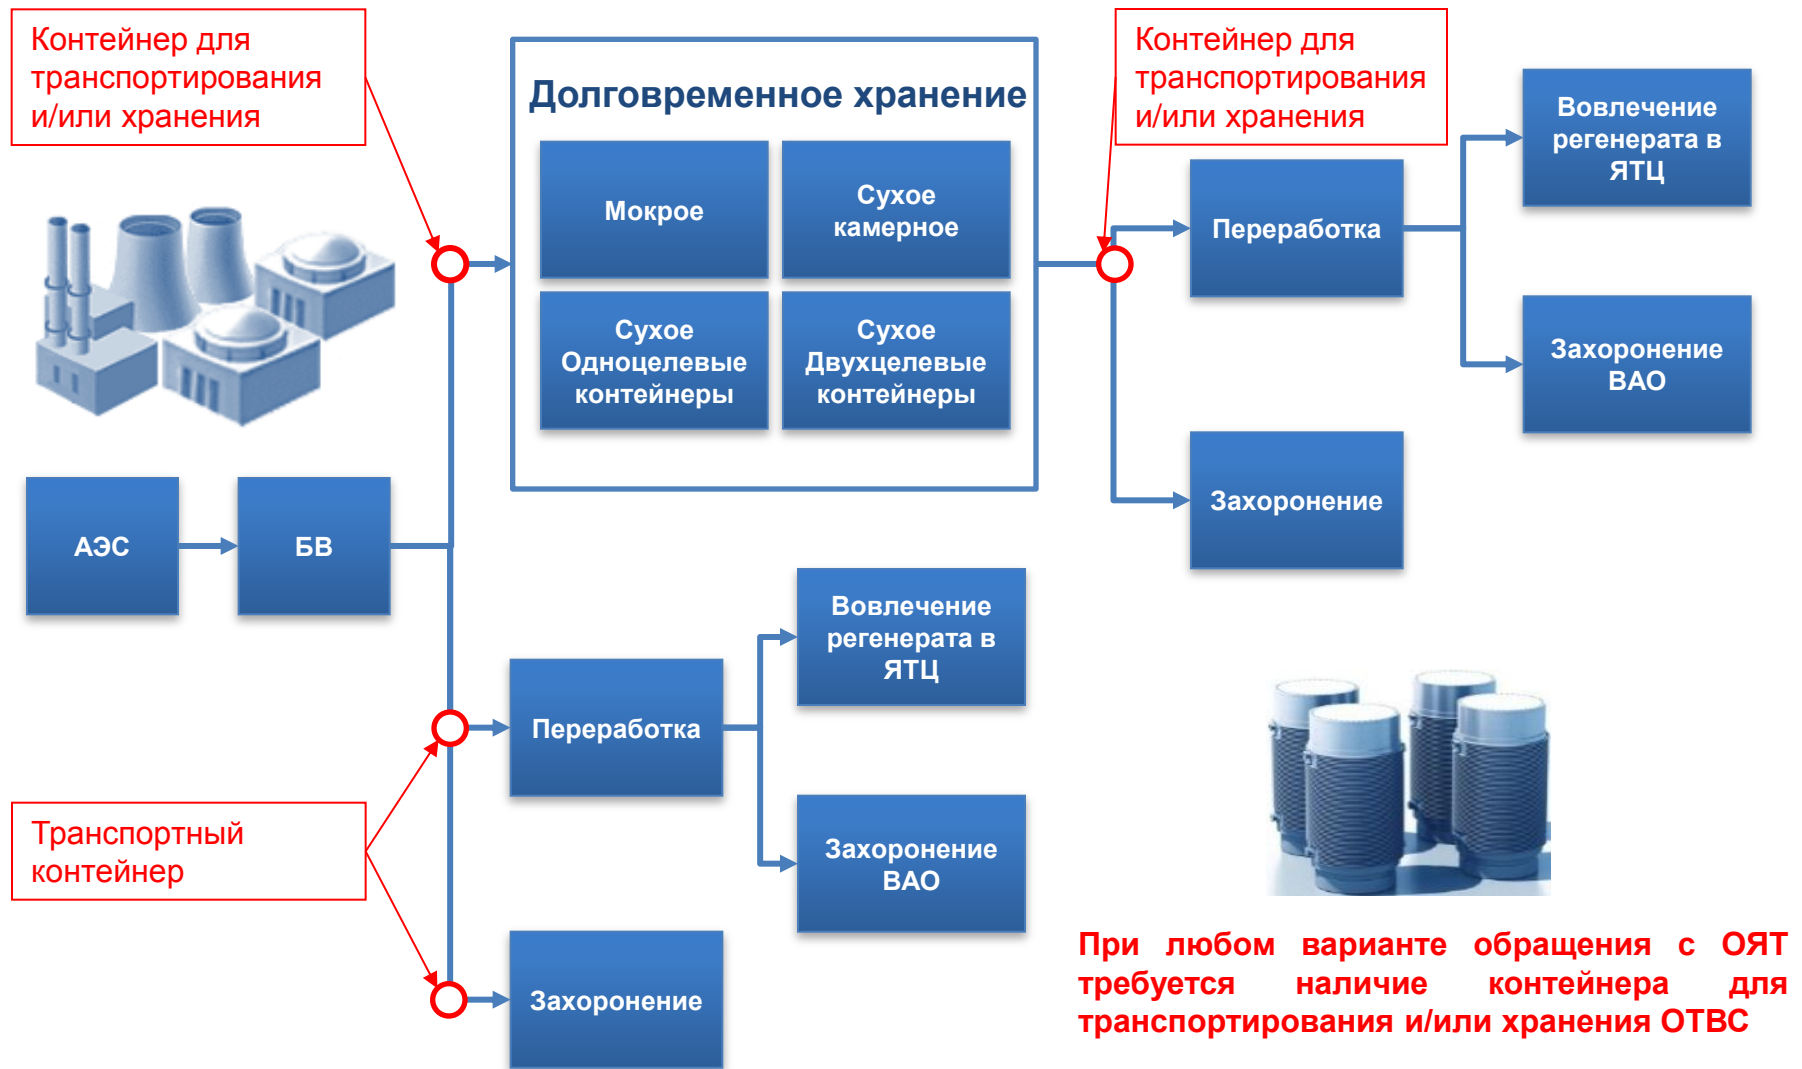 Контейнер для
транспортирования
и/или хранения
Долговременное хранение
Мокрое
Сухое
камерное
Сухое
Одноцелевые
контейнеры
Сухое
Двухцелевые
контейнеры
Контейнер для
транспортирования
и/или хранения
Переработка
Вовлечение
регенерата в
ЯТЦ
Захоронение
ВАО
Захоронение
АЭС
БВ
Переработка
Вовлечение
регенерата в
ЯТЦ
Захоронение
ВАО
Транспортный
контейнер
Захоронение
При любом варианте обращения с ОЯТ
требуется наличие контейнера для
транспортирования и/или хранения ОТВС